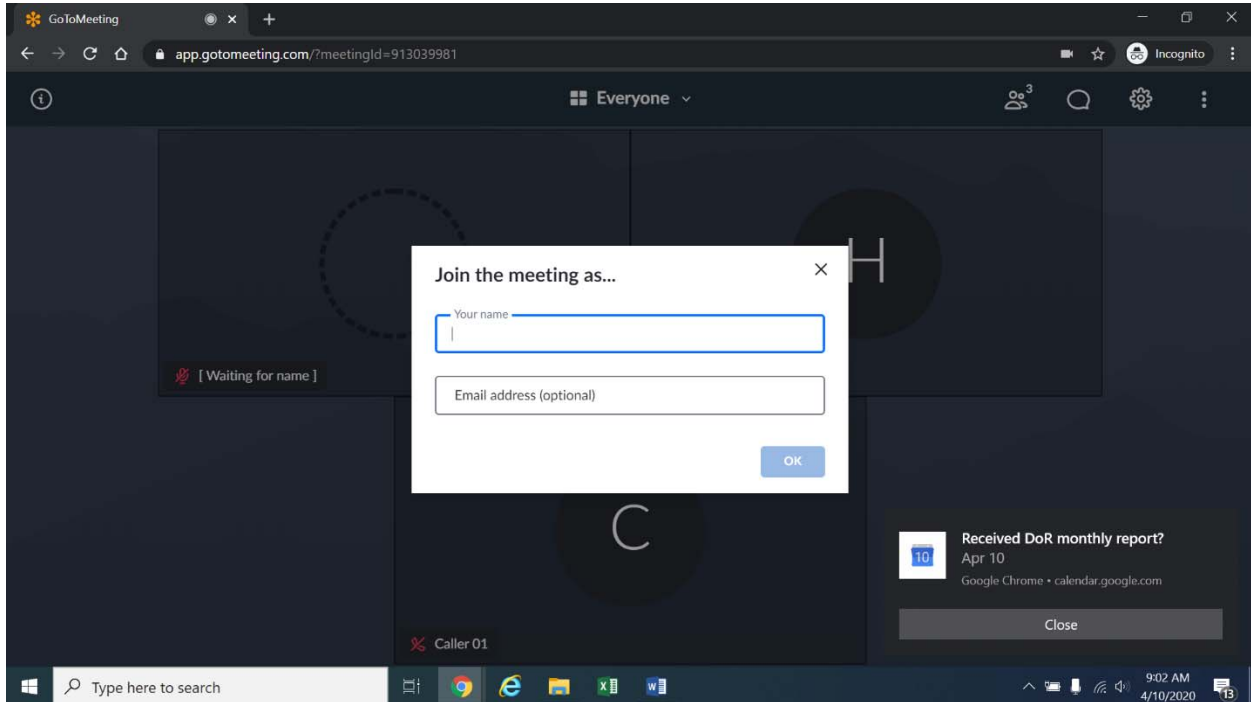 GoToMeeting
app.gotomeeting.com/?meetingId=913039981
Incognito
Everyone
3
H
Join the meeting as...
Your name
[ Waiting for name ]
Email address (optional)
OK
C
Received DoR monthly report?
10
Apr 10
Google Chrome • calendar.google.com
Close
Caller 01
Type here to search
9:02 AM
4/10/2020
13